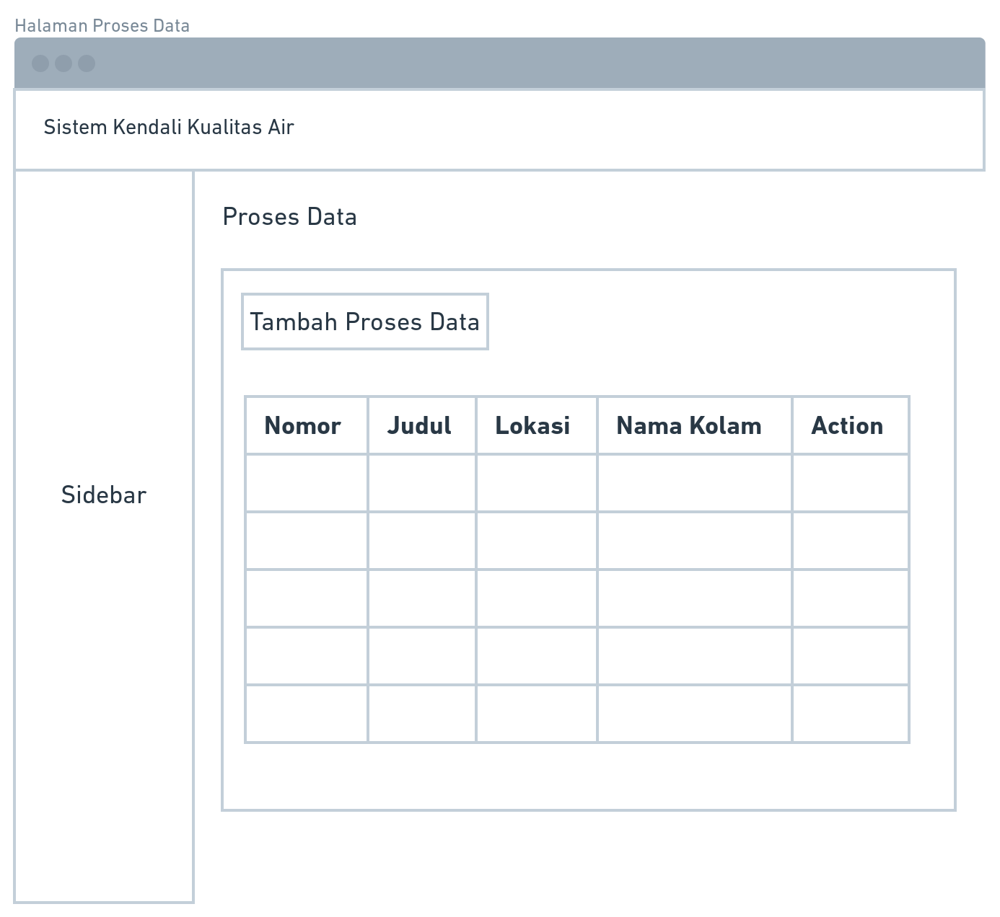 Halaman Proses Data
Sistem Kendali Kualitas Air
Proses Data
Tambah Proses Data
Nomor Judul Lokasi Nama Kolam Action
Sidebar